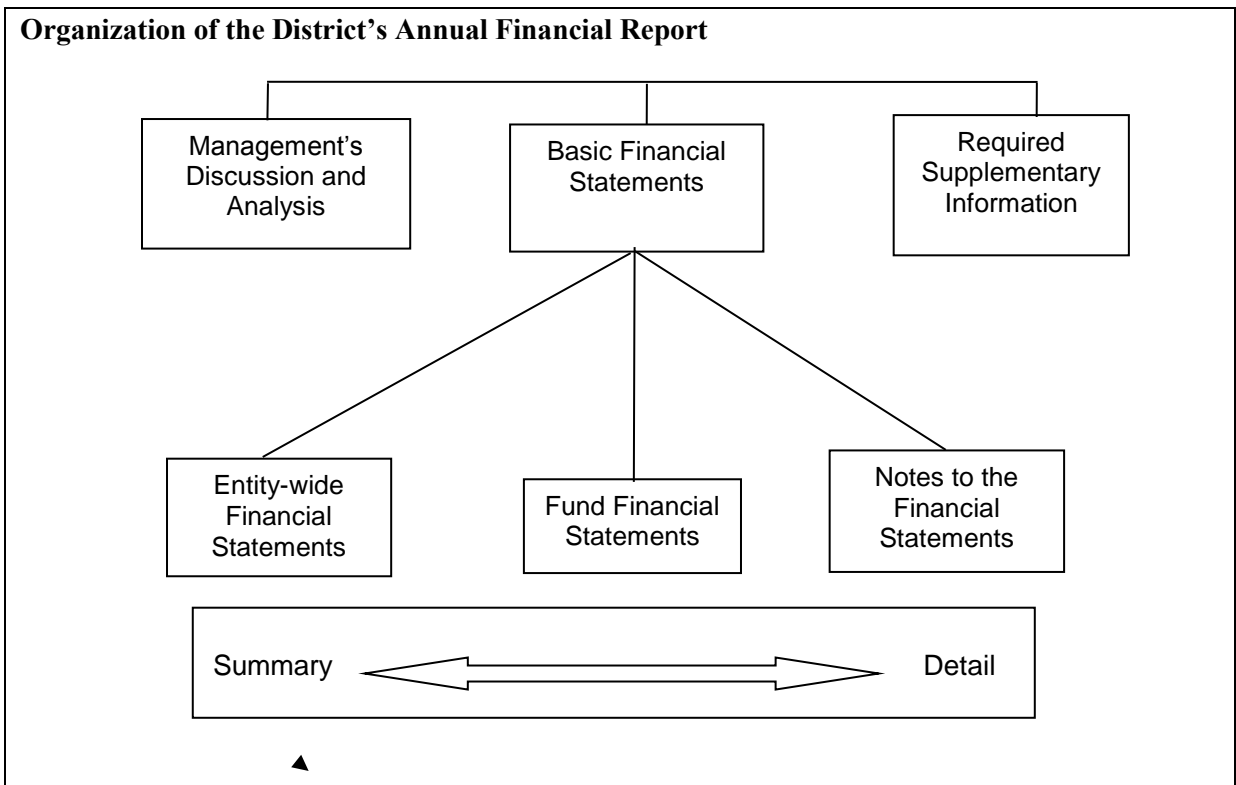 Organization of the District’s Annual Financial Report
Management’s
Discussion and
Analysis
Basic Financial
Statements
Required
Supplementary
Information
Entity-wide
Financial
Statements
Fund Financial
Statements
Notes to the
Financial
Statements
Summary
Detail